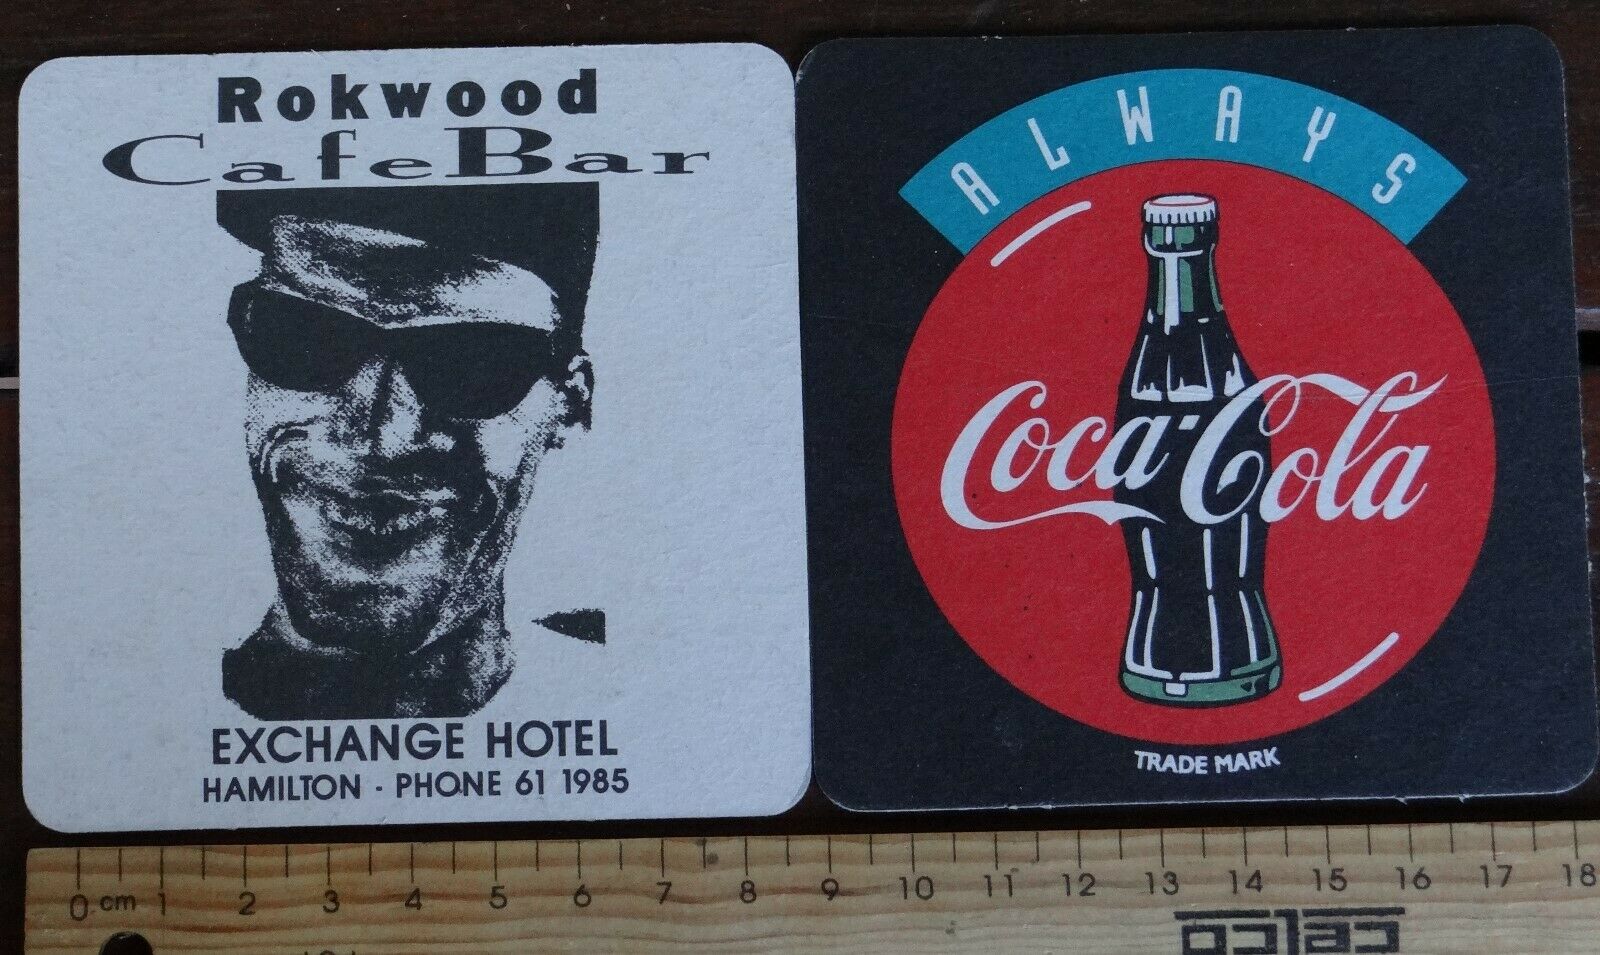 Rokwood
CafeBar
EXCHANGE HOTEL
HAMILTON - PHONE 61 1985
ALWAYS
Coca-Cola
TRADE MARK
0 cm 1 2 3 4 5 6 7 8 9 10 11 12 13 14 15 16 17 18
celco